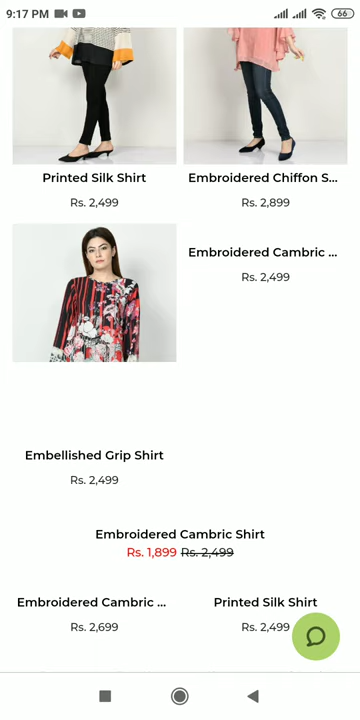 9:17 PM
66
Printed Silk Shirt
Embroidered Chiffon S...
Rs. 2,499
Rs. 2,899
Embroidered Cambric ...
Rs. 2,499
Embellished Grip Shirt
Rs. 2,499
Embroidered Cambric Shirt
Rs. 1,899 Rs. 2,499
Embroidered Cambric ...
Printed Silk Shirt
Rs. 2,699
Rs. 2,499